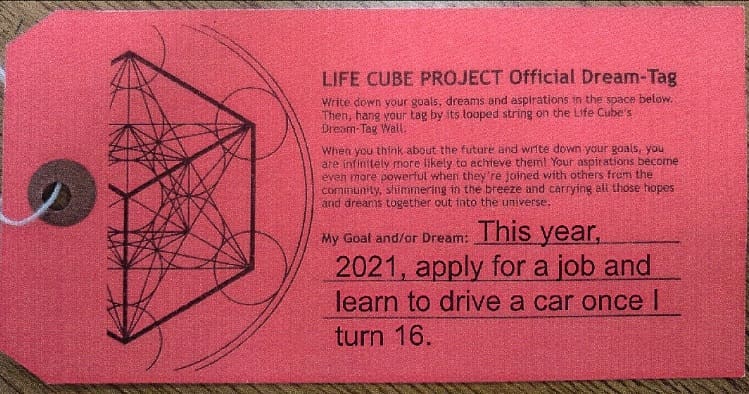 LIFE CUBE PROJECT Official Dream-Tag
Write down your goals, dreams and aspirations in the space below.
Then, hang your tag by its looped string on the Life Cube's
Dream-Tag Wall.
When you think about the future and write down your goals, you
are infinitely more likely to achieve them! Your aspirations become
even more powerful when they're joined with others from the
community, shimmering in the breeze and carrying all those hopes
and dreams together out into the universe.
My Goal and/or Dream: This year,
2021, apply for a job and
learn to drive a car once I
turn 16.